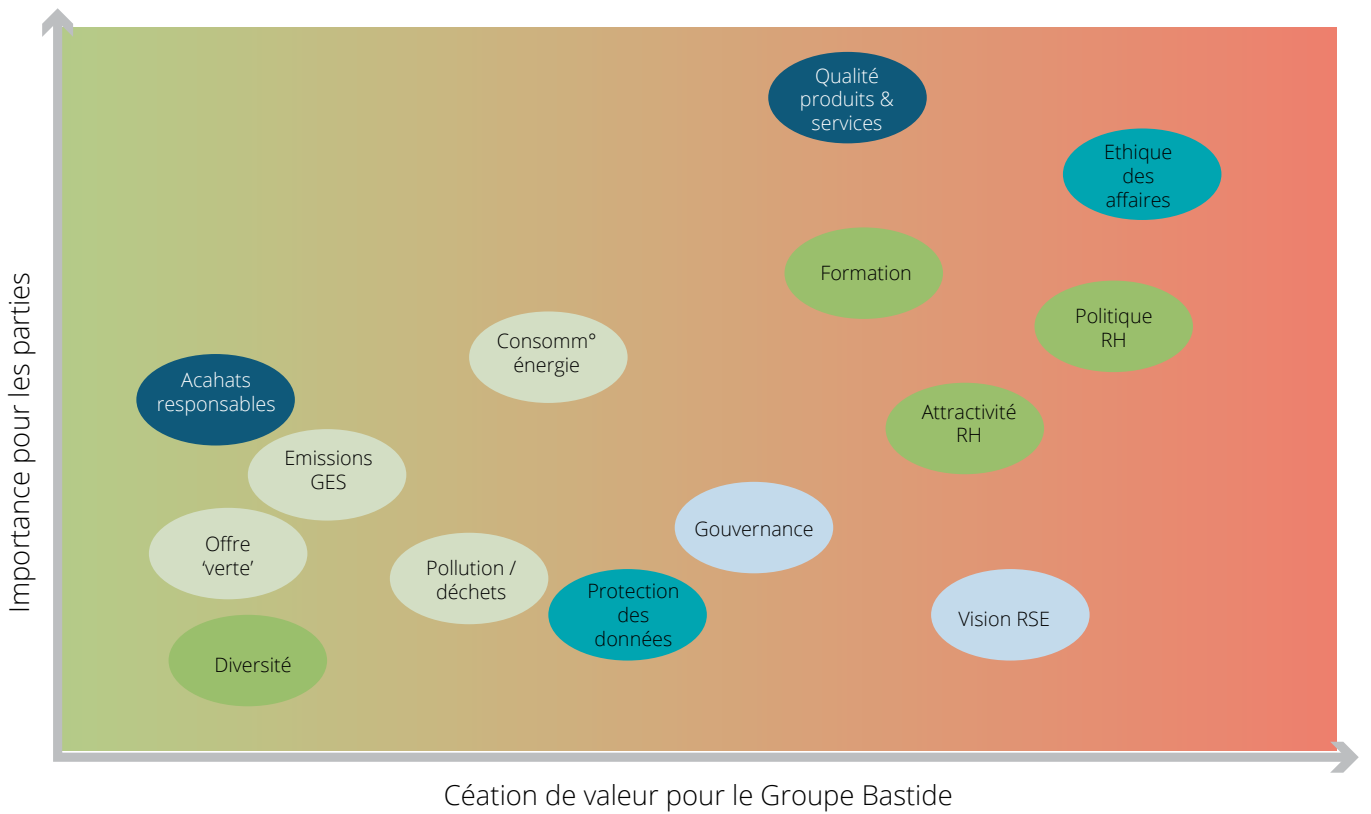 Qualité
produits &
services
Ethique
des
affaires
Formation
Politique
RH
Consomm°
énergie
Acahats
responsables
Attractivité
RH
Emissions
GES
Gouvernance
Offre
‘verte’
Pollution /
déchets
Protection
des
données
Vision RSE
Diversité
Importance pour les parties
Céation de valeur pour le Groupe Bastide